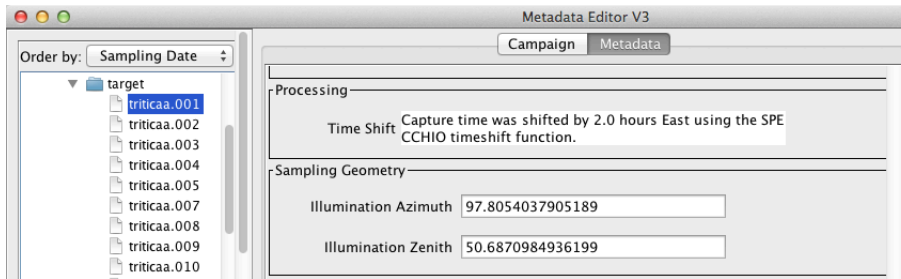 Metadata Editor V3
Order by: Sampling Date
target
triticaa.001
triticaa.002
triticaa.003
triticaa.004
triticaa.005
triticaa.007
triticaa.008
triticaa.009
triticaa.010
Campaign Metadata
Processing
Time Shift Capture time was shifted by 2.0 hours East using the SPE
CCHIO timeshift function.
Sampling Geometry
Illumination Azimuth 97.8054037905189
Illumination Zenith 50.6870984936199